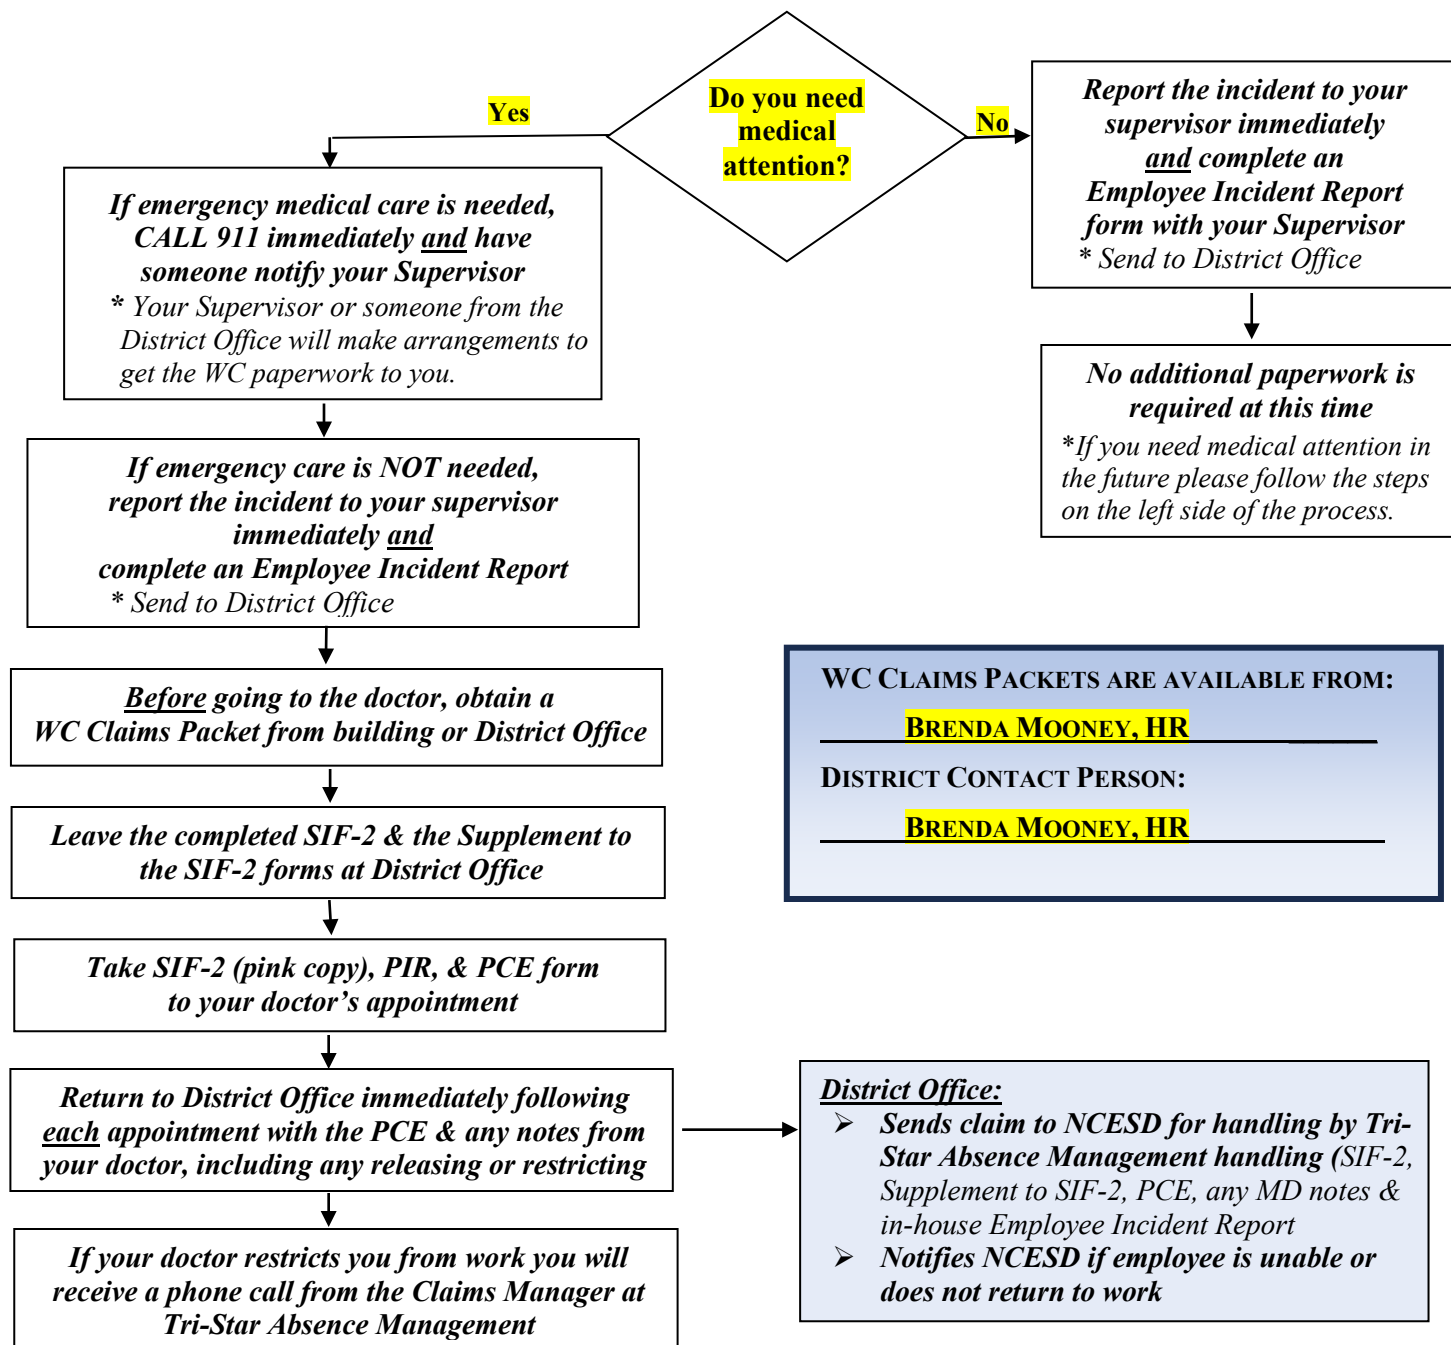 Do you need
medical
attention?
Yes
No
If emergency medical care is needed,
CALL 911 immediately and have
someone notify your Supervisor
* Your Supervisor or someone from the
District Office will make arrangements to
get the WC paperwork to you.
If emergency care is NOT needed,
report the incident to your supervisor
immediately and
complete an Employee Incident Report
* Send to District Office
Before going to the doctor, obtain a
WC Claims Packet from building or District Office
Leave the completed SIF-2 & the Supplement to
the SIF-2 forms at District Office
Take SIF-2 (pink copy), PIR, & PCE form
to your doctor’s appointment
Return to District Office immediately following
each appointment with the PCE & any notes from
your doctor, including any releasing or restricting
If your doctor restricts you from work you will
receive a phone call from the Claims Manager at
Tri-Star Absence Management
Report the incident to your
supervisor immediately
and complete an
Employee Incident Report
form with your Supervisor
* Send to District Office
No additional paperwork is
required at this time
*If you need medical attention in
the future please follow the steps
on the left side of the process.
WC CLAIMS PACKETS ARE AVAILABLE FROM:
BRENDA MOONEY, HR
DISTRICT CONTACT PERSON:
BRENDA MOONEY, HR
District Office:
➢ Sends claim to NCESD for handling by Tri-
Star Absence Management handling (SIF-2,
Supplement to SIF-2, PCE, any MD notes &
in-house Employee Incident Report
➢ Notifies NCESD if employee is unable or
does not return to work